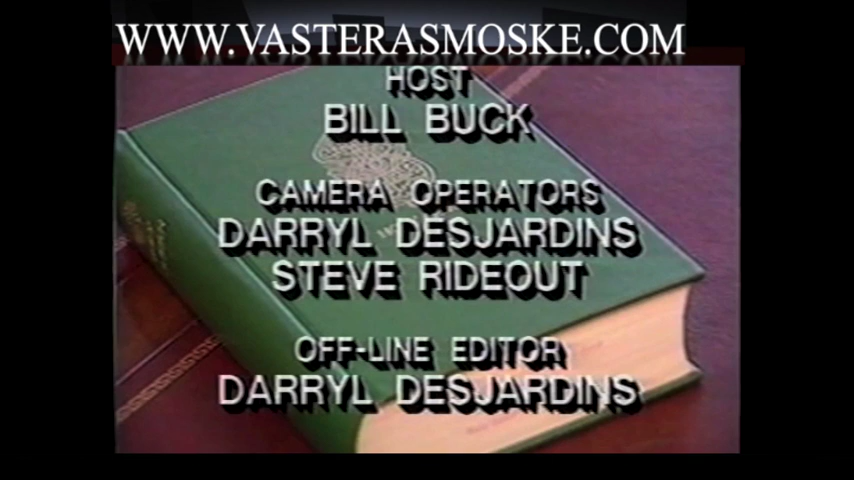 WWW.VASTERASMOSKE.COM
HOST
BILL BUCK
CAMERA OPERATORS
DARRYL DESJARDINS
STEVE RIDEOUT
OFF-LINE EDITOR
DARRYL DESJARDINS